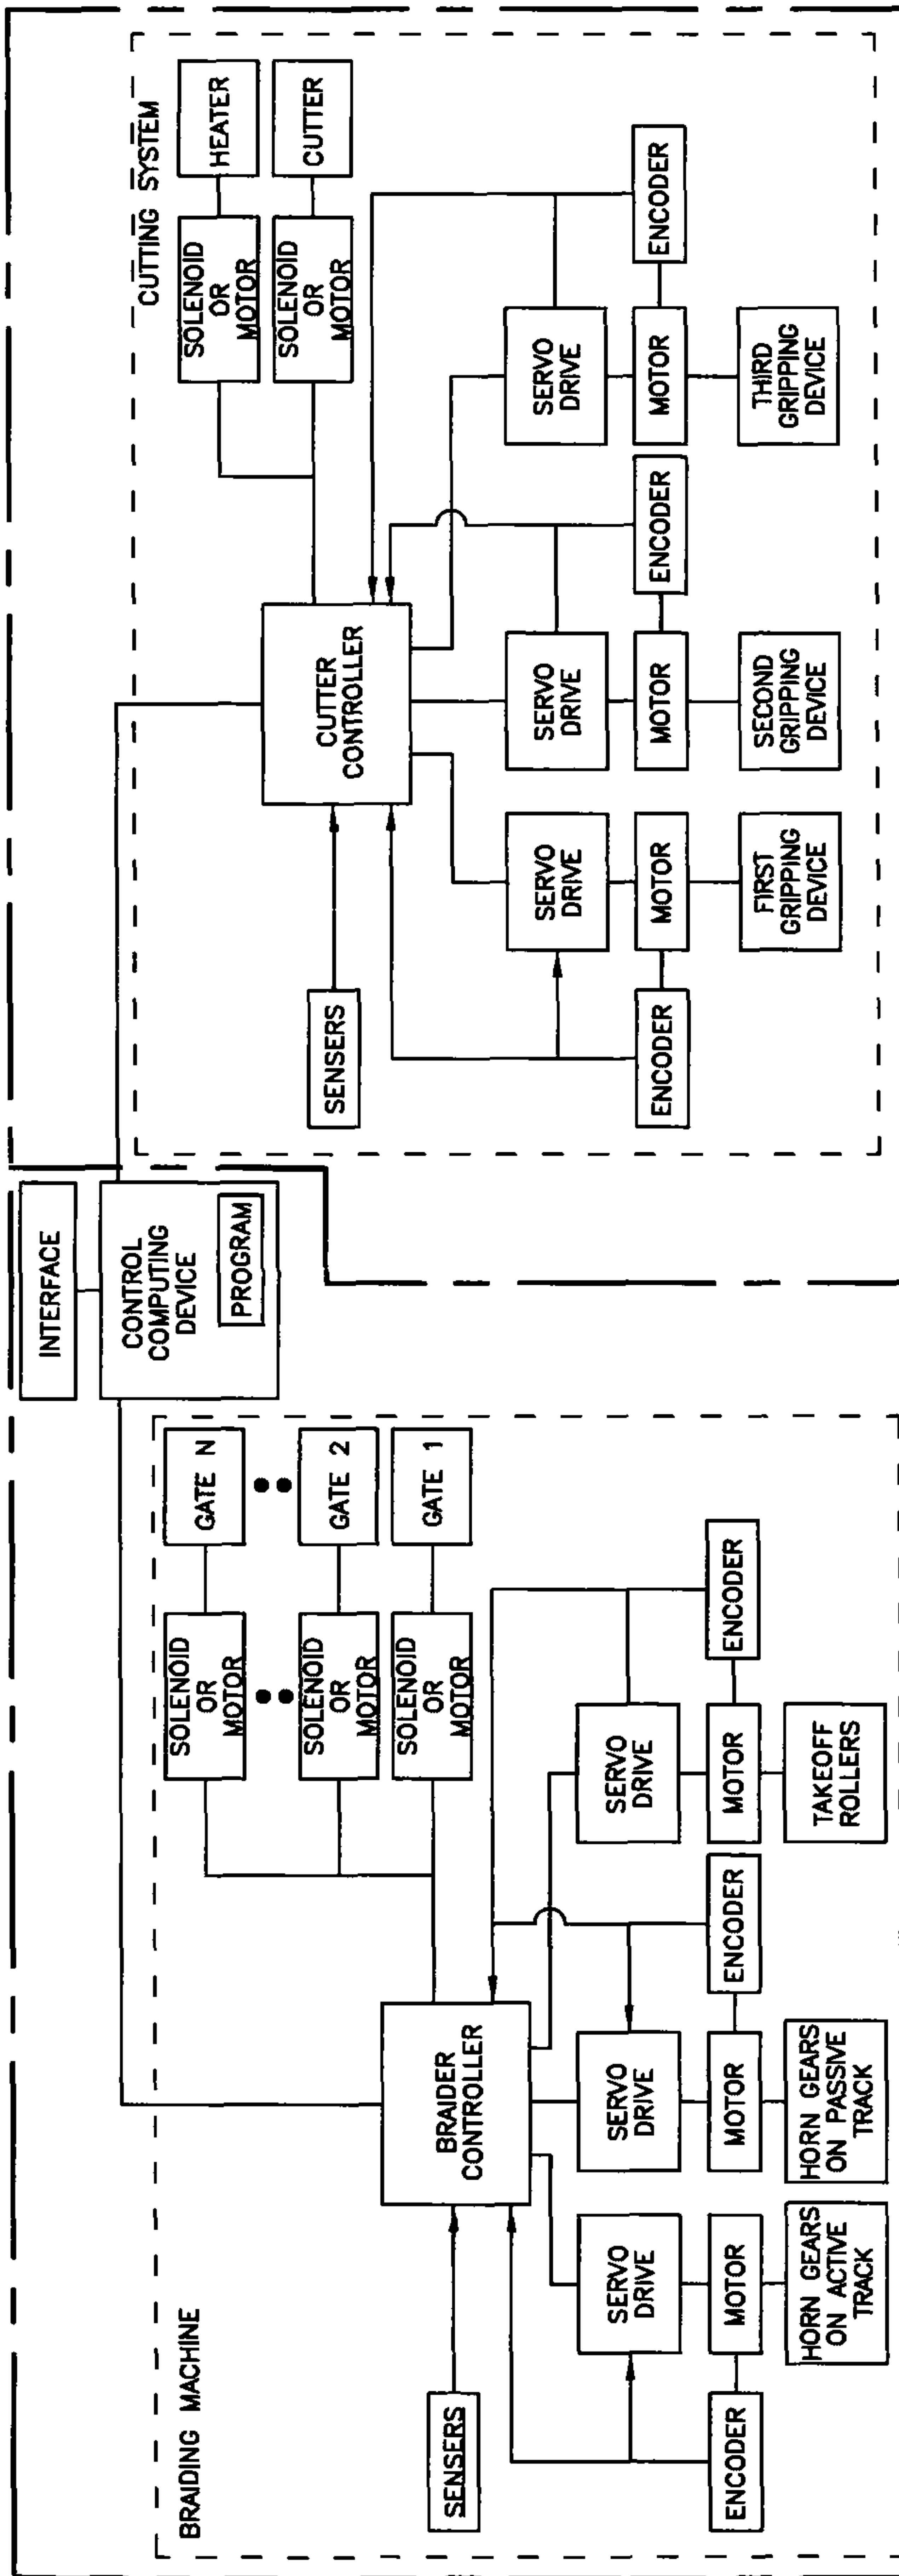 INTERFACE
CONTROL
COMPUTING
DEVICE
PROGRAM
BRAIDING MACHINE
GATE N
GATE 2
GATE 1
SOLENOID
OR
MOTOR
SOLENOID
OR
MOTOR
SOLENOID
OR
MOTOR
BRAIDER
CONTROLLER
SENSERS
SERVO
DRIVE
SERVO
DRIVE
SERVO
DRIVE
ENCODER
MOTOR
MOTOR
ENCODER
MOTOR
ENCODER
HORN GEARS
ON ACTIVE
TRACK
HORN GEARS
ON PASSIVE
TRACK
TAKEOFF
ROLLERS
CUTTING SYSTEM
SOLENOID
OR
MOTOR
HEATER
SOLENOID
OR
MOTOR
CUTTER
CUTTER
CONTROLLER
SENSERS
SERVO
DRIVE
SERVO
DRIVE
SERVO
DRIVE
ENCODER
MOTOR
MOTOR
ENCODER
MOTOR
ENCODER
FIRST
GRIPPING
DEVICE
SECOND
GRIPPING
DEVICE
THIRD
GRIPPING
DEVICE